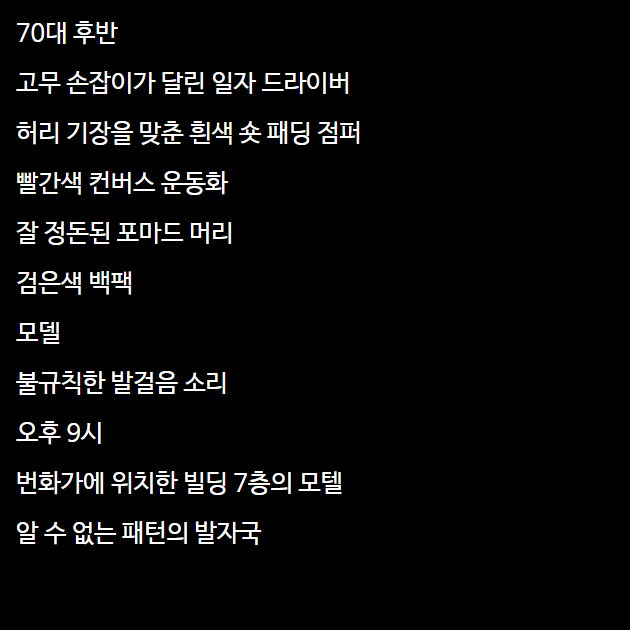 70대 후반
고무 손잡이가 달린 일자 드라이버
허리 기장을 맞춘 흰색 숏 패딩 점퍼
빨간색 컨버스 운동화
잘 정돈된 포마드 머리
검은색 백팩
모델
불규칙한 발걸음 소리
오후 9시
번화가에 위치한 빌딩 7층의 모텔
알 수 없는 패턴의 발자국